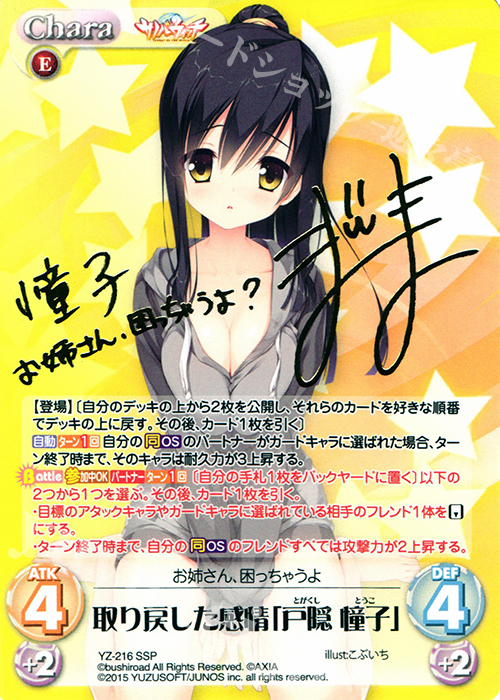 Chara
サノバウィッチ
E
カードショッ
憧子
お姉さん、困っちゃうよ?
【登場】〔自分のデッキの上から2枚を公開し、それらのカードを好きな順番
でデッキの上に戻す。その後、カード1枚を引く〕
自動 ターン1回 自分の同OSのパートナーがガードキャラに選ばれた場合、ター
ン終了時まで、そのキャラは耐久力が3上昇する。
Battle 参加中OK パートナー ターン1回 〔自分の手札1枚をバックヤードに置く〕以下の
2つから1つを選ぶ。その後、カード1枚を引く。
・目標のアタックキャラやガードキャラに選ばれている相手のフレンド1体を▼
にする。
・ターン終了時まで、自分の同OSのフレンドすべては攻撃力が2上昇する。
お姉さん、困っちゃうよ
ATK
4
+2
とがくし とうこ
取り戻した感情「戸隠 憧子」
DEF
4
+2
YZ-216 SSP
illust:こぶいち
©bushiroad All Rights Reserved. ©AXIA
©2015 YUZUSOFT/JUNOS inc. all rights reserved.